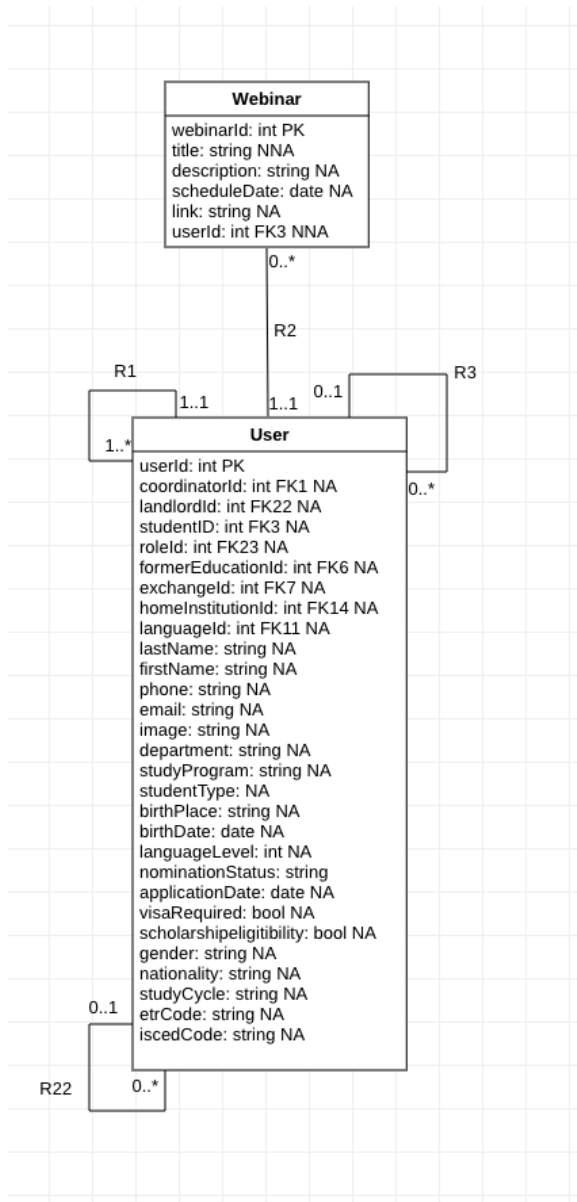 Webinar
webinarId: int PK
title: string NNA
description: string NA
scheduleDate: date NA
link: string NA
userId: int FK3 NNA
0..*
R2
R1
R3
1..1
1..1
0..1
1..*
User
0..*
userId: int PK
coordinatorId: int FK1 NA
landlordId: int FK22 NA
studentID: int FK3 NA
roleId: int FK23 NA
formerEducationId: int FK6 NA
exchangeId: int FK7 NA
homeInstitutionId: int FK14 NA
languageId: int FK11 NA
lastName: string NA
firstName: string NA
phone: string NA
email: string NA
image: string NA
department: string NA
studyProgram: string NA
studentType: NA
birthPlace: string NA
birthDate: date NA
languageLevel: int NA
nominationStatus: string
applicationDate: date NA
visaRequired: bool NA
scholarshipeligitibility: bool NA
gender: string NA
nationality: string NA
studyCycle: string NA
etrCode: string NA
iscedCode: string NA
0..1
R22
0..*